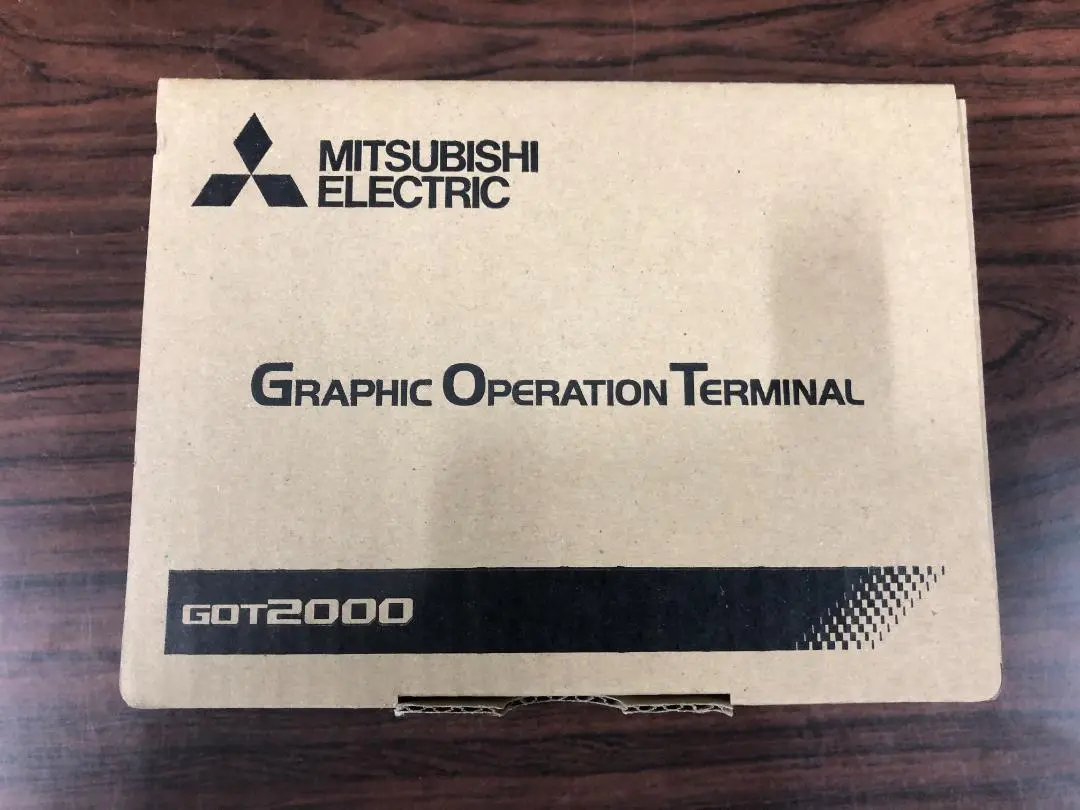 MITSUBISHI
ELECTRIC
GRAPHIC OPERATION TERMINAL
GOT2000